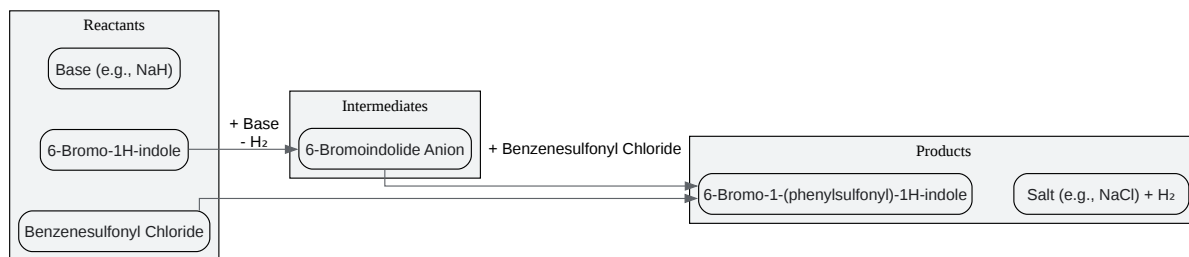 Reactants
Base (e.g., NaH)
6-Bromo-1H-indole
Benzenesulfonyl Chloride
+ Base
- H₂
Intermediates
6-Bromoindolide Anion
+ Benzenesulfonyl Chloride
Products
6-Bromo-1-(phenylsulfonyl)-1H-indole
Salt (e.g., NaCl) + H₂